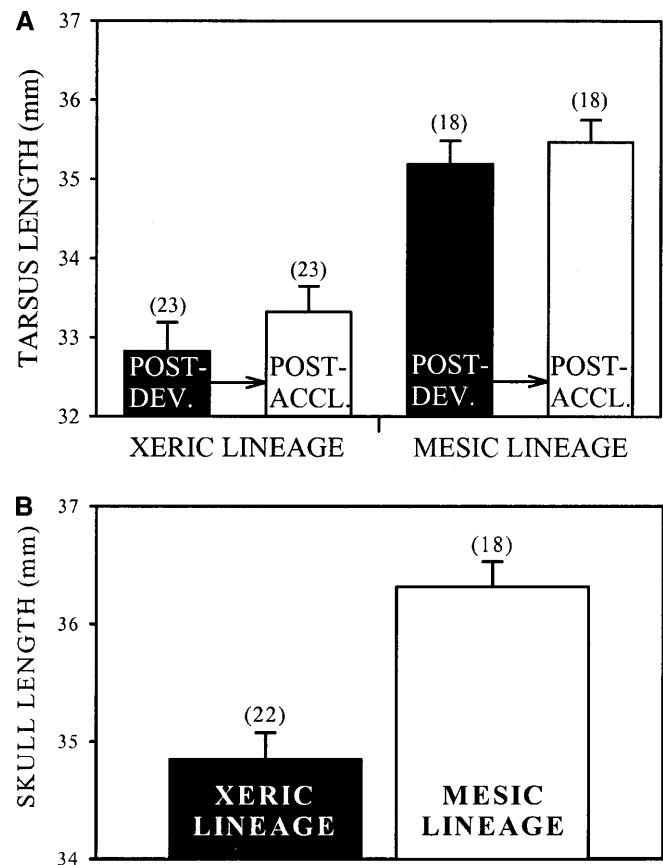 A
TARSUS LENGTH (mm)
37
36
35
34
33
32
(23)
(23)
(18)
(18)
POST-
DEV.
POST-
ACCL.
POST-
DEV.
POST-
ACCL.
XERIC LINEAGE
MESIC LINEAGE
B
SKULL LENGTH (mm)
37
36
35
34
(22)
(18)
XERIC
LINEAGE
MESIC
LINEAGE